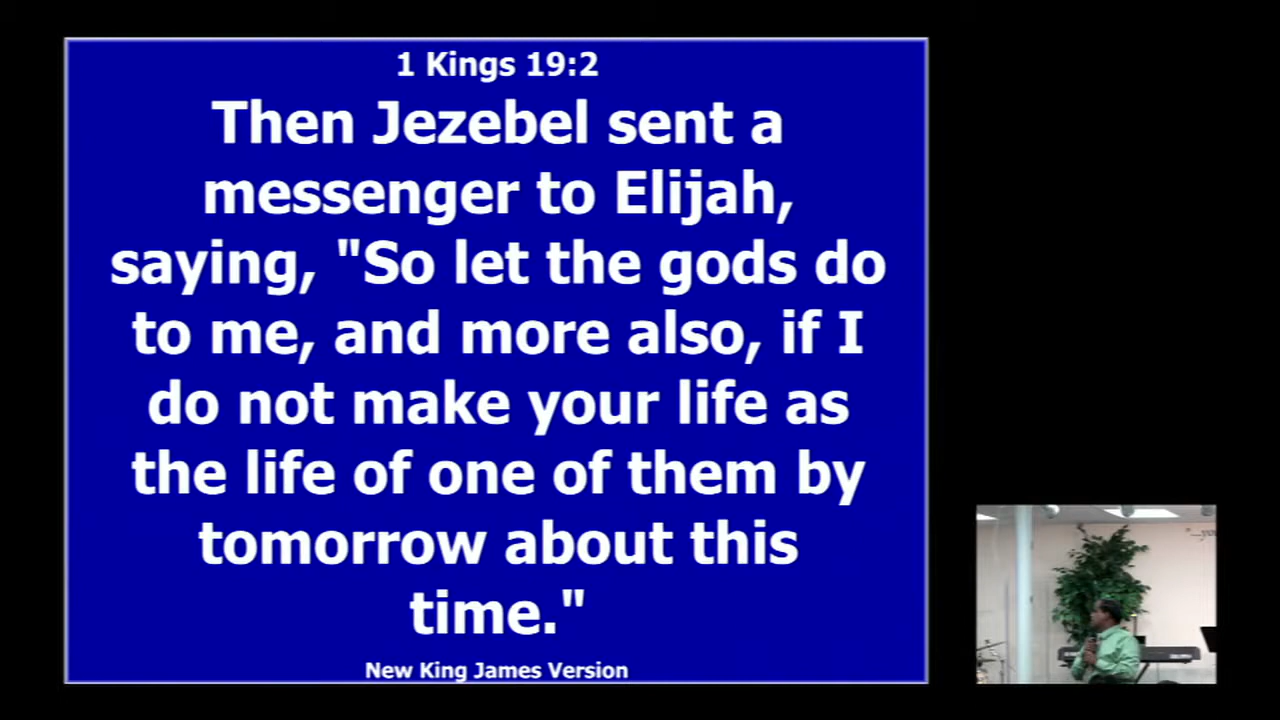 1 Kings 19:2
Then Jezebel sent a
messenger to Elijah,
saying, "So let the gods do
to me, and more also, if I
do not make your life as
the life of one of them by
tomorrow about this
time."
New King James Version